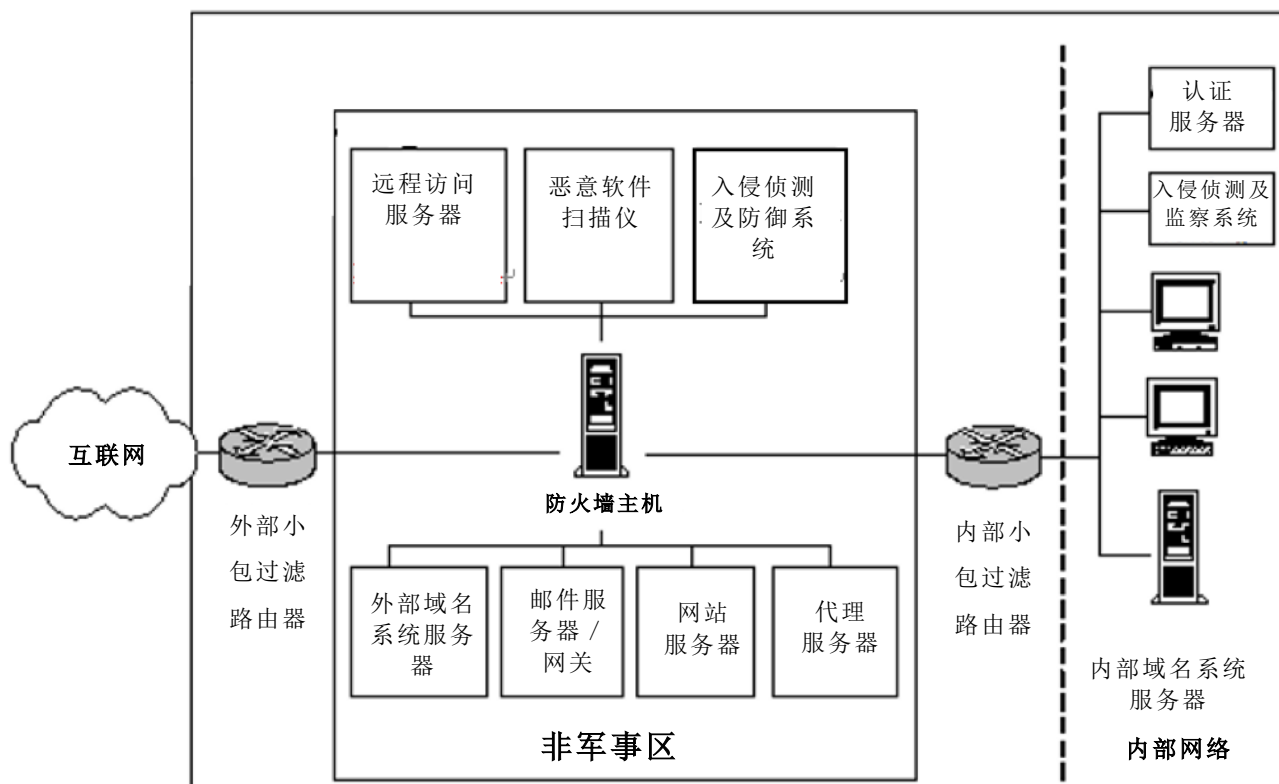 认证
服务器
远程访问
服务器
恶意软件
扫描仪
入侵侦测
及防御系
统
入侵侦测及
监察系统
互联网
防火墙主机
外部小
包过滤
路由器
内部小
包过滤
路由器
外部域名
系统服务
器
邮件服
务器/
网关
网站
服务器
代理
服务器
内部域名系统
服务器
非军事区
内部网络